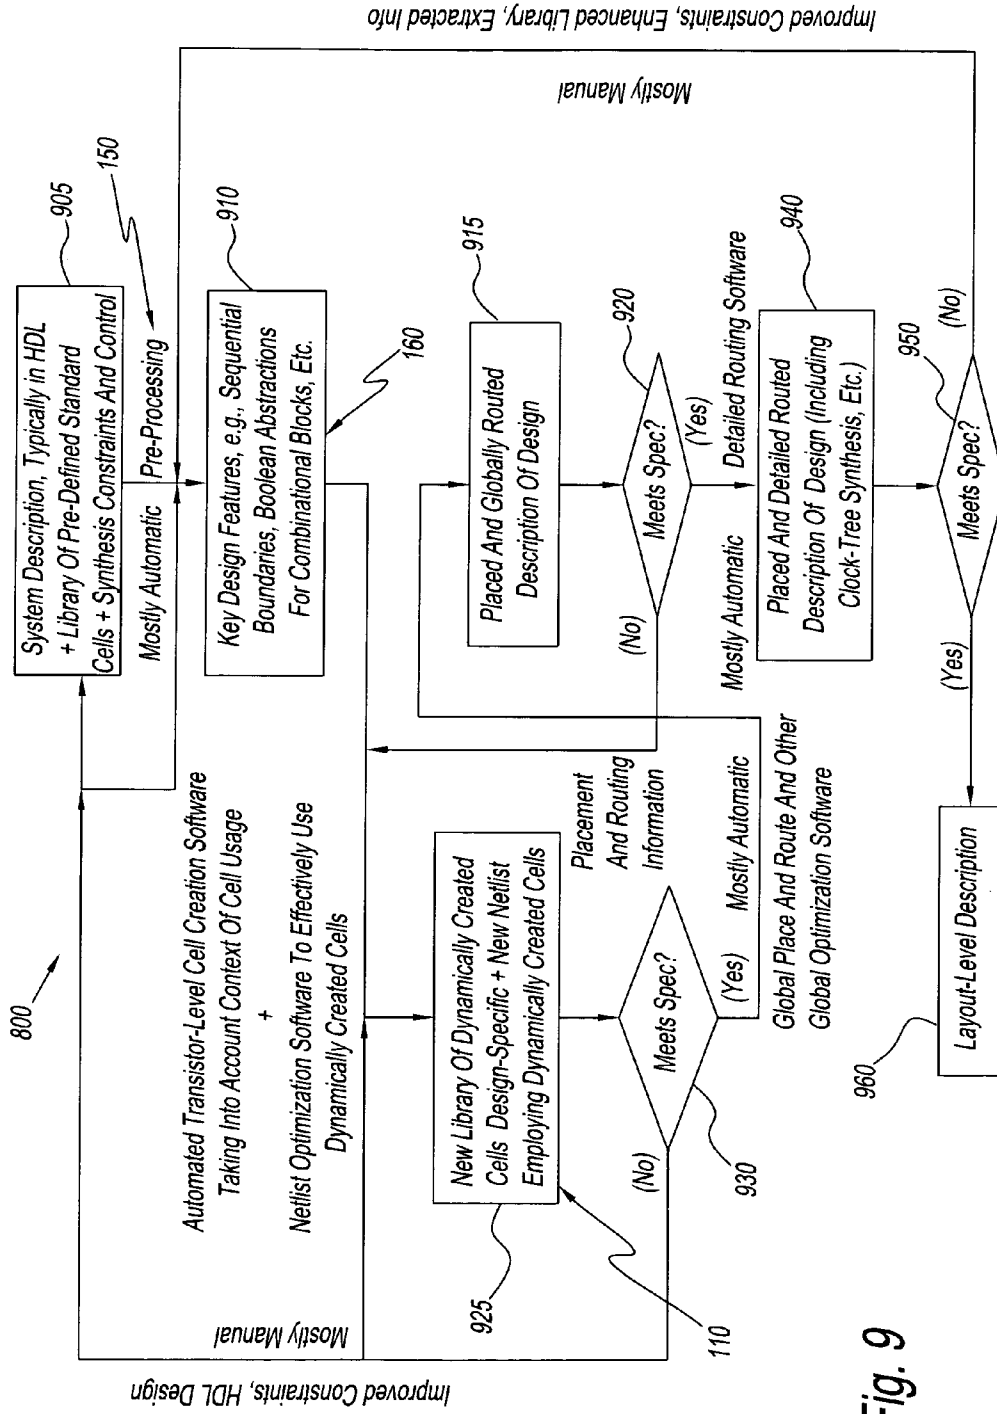 800
System Description, Typically in HDL
+ Library Of Pre-Defined Standard
Cells + Synthesis Constraints And Control
905
Mostly Automatic
Pre-Processing
150
Key Design Features, e.g., Sequential
Boundaries, Boolean Abstractions
For Combinational Blocks, Etc.
910
160
Automated Transistor-Level Cell Creation Software
Taking Into Account Context Of Cell Usage
+
Netlist Optimization Software To Effectively Use
Dynamically Created Cells
New Library Of Dynamically Created
Cells Design-Specific + New Netlist
Employing Dynamically Created Cells
925
110
Meets Spec?
930
(No)
(Yes)
Mostly Automatic
Global Place And Route And Other
Global Optimization Software
Placement
And Routing
Information
Placed And Globally Routed
Description Of Design
915
Meets Spec?
920
(No)
(Yes)
Mostly Automatic
Detailed Routing Software
Placed And Detailed Routed
Description Of Design (Including
Clock-Tree Synthesis, Etc.)
940
Meets Spec?
950
(Yes)
(No)
Layout-Level Description
960
Improved Constraints, HDL Design
Mostly Manual
Mostly Manual
Improved Constraints, Enhanced Library, Extracted Info
Fig. 9